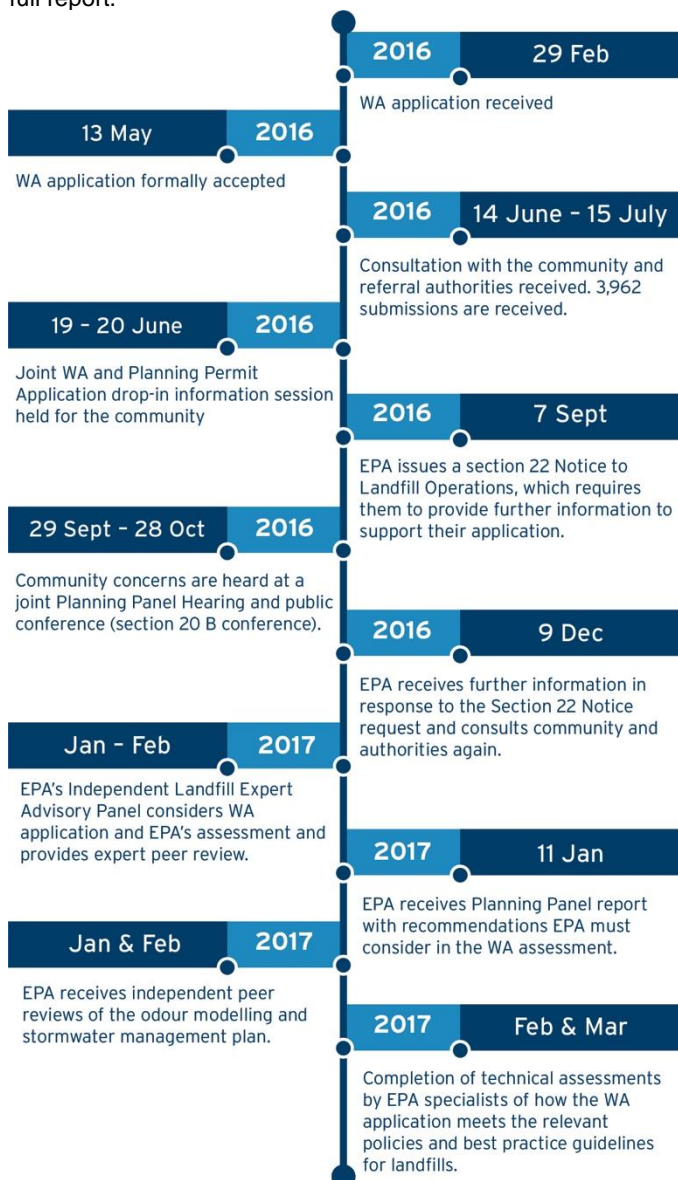 full report.
2016 29 Feb
WA application received
13 May 2016
WA application formally accepted
2016 14 June – 15 July
Consultation with the community and
referral authorities received. 3,962
submissions are received.
19 – 20 June 2016
Joint WA and Planning Permit
Application drop-in information session
held for the community
2016 7 Sept
EPA issues a section 22 Notice to
Landfill Operations, which requires
them to provide further information to
support their application.
29 Sept – 28 Oct 2016
Community concerns are heard at a
joint Planning Panel Hearing and public
conference (section 20 B conference).
2016 9 Dec
EPA receives further information in
response to the Section 22 Notice
request and consults community and
authorities again.
Jan – Feb 2017
EPA's Independent Landfill Expert
Advisory Panel considers WA
application and EPA's assessment and
provides expert peer review.
2017 11 Jan
EPA receives Planning Panel report
with recommendations EPA must
consider in the WA assessment.
Jan & Feb 2017
EPA receives independent peer
reviews of the odour modelling and
stormwater management plan.
2017 Feb & Mar
Completion of technical assessments
by EPA specialists of how the WA
application meets the relevant
policies and best practice guidelines
for landfills.